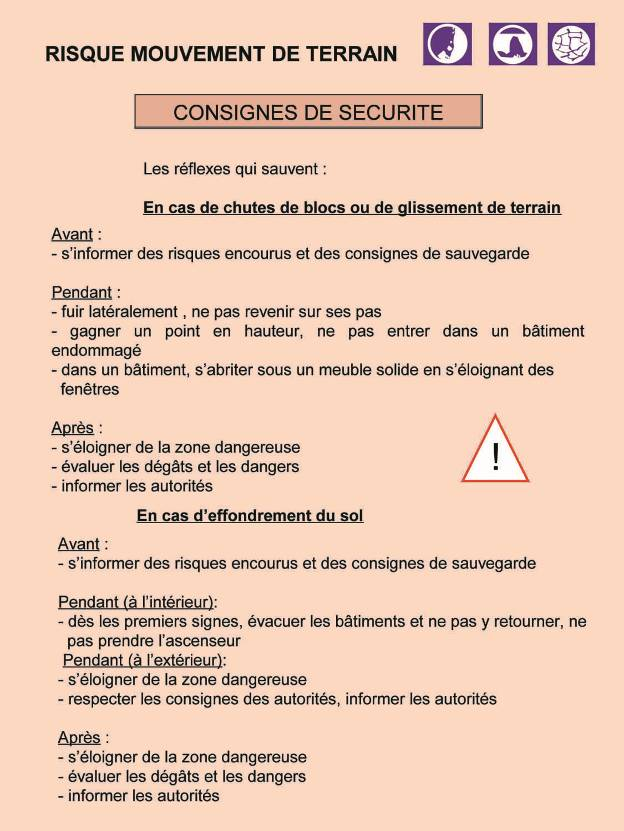 RISQUE MOUVEMENT DE TERRAIN
CONSIGNES DE SECURITE
Les réflexes qui sauvent :
En cas de chutes de blocs ou de glissement de terrain
Avant :
- s'informer des risques encourus et des consignes de sauvegarde
Pendant :
- fuir latéralement , ne pas revenir sur ses pas
- gagner un point en hauteur, ne pas entrer dans un bâtiment
endommagé
- dans un bâtiment, s'abriter sous un meuble solide en s'éloignant des
fenêtres
Après :
- s'éloigner de la zone dangereuse
- évaluer les dégâts et les dangers
- informer les autorités
!
En cas d'effondrement du sol
Avant :
- s'informer des risques encourus et des consignes de sauvegarde
Pendant (à l'intérieur):
- dès les premiers signes, évacuer les bâtiments et ne pas y retourner, ne
pas prendre l'ascenseur
Pendant (à l'extérieur):
- s'éloigner de la zone dangereuse
- respecter les consignes des autorités, informer les autorités
Après :
- s'éloigner de la zone dangereuse
- évaluer les dégâts et les dangers
- informer les autorités